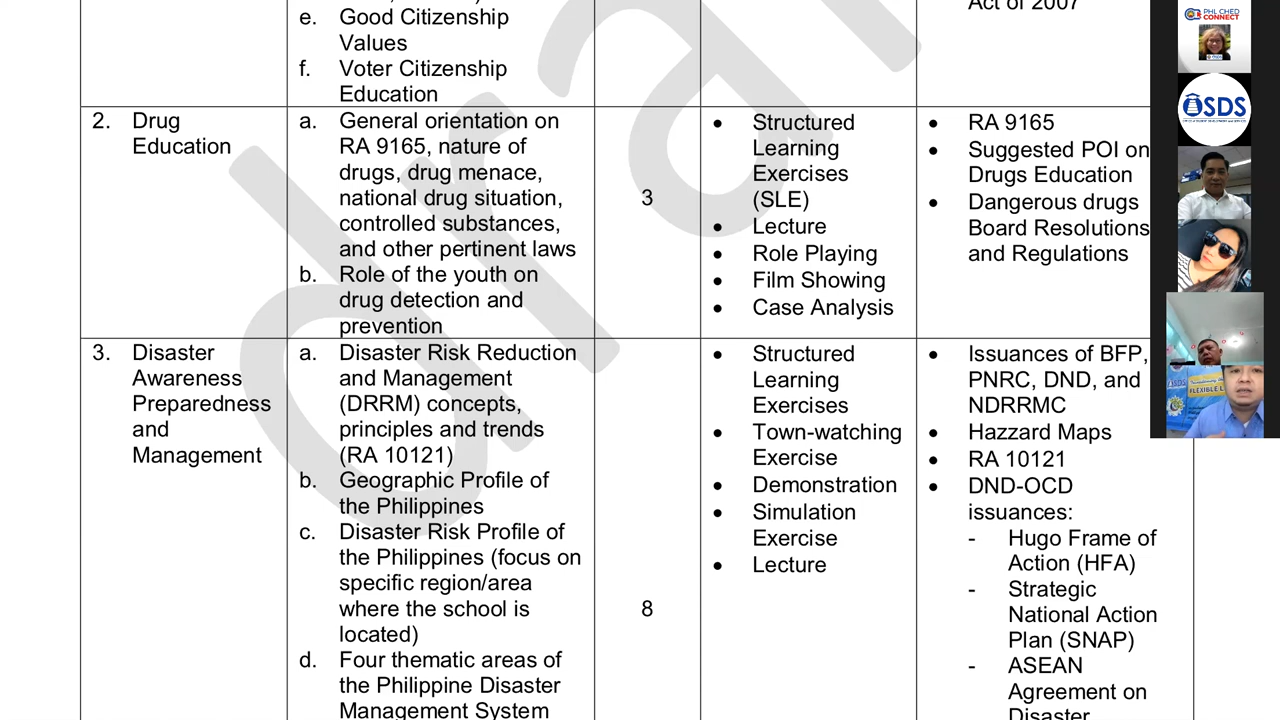 e. Good Citizenship
Values
f. Voter Citizenship
Education
Act of 2007
2. Drug
Education
a. General orientation on
RA 9165, nature of
drugs, drug menace,
national drug situation,
controlled substances,
and other pertinent laws
b. Role of the youth on
drug detection and
prevention
3
• Structured
Learning
Exercises
(SLE)
• Lecture
• Role Playing
• Film Showing
• Case Analysis
• RA 9165
• Suggested POI on
Drugs Education
• Dangerous drugs
Board Resolutions
and Regulations
3. Disaster
Awareness
Preparedness
and
Management
a. Disaster Risk Reduction
and Management
(DRRM) concepts,
principles and trends
(RA 10121)
b. Geographic Profile of
the Philippines
c. Disaster Risk Profile of
the Philippines (focus on
specific region/area
where the school is
located)
d. Four thematic areas of
the Philippine Disaster
Management System
8
• Structured
Learning
Exercises
• Town-watching
Exercise
• Demonstration
• Simulation
Exercise
• Lecture
• Issuances of BFP,
PNRC, DND, and
NDRRMC
• Hazzard Maps
• RA 10121
• DND-OCD
issuances:
- Hugo Frame of
Action (HFA)
- Strategic
National Action
Plan (SNAP)
- ASEAN
Agreement on
Disaster
PHL CHED
CONNECT
OSDS
OSDS
FLEXIBLE